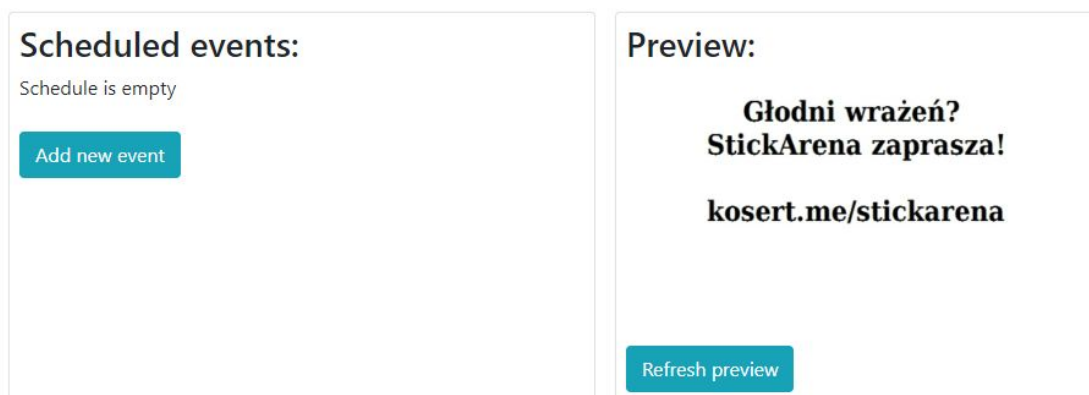 Scheduled events:
Schedule is empty
Add new event
Preview:
Głodni wrażeń?
StickArena zaprasza!
kosert.me/stickarena
Refresh preview